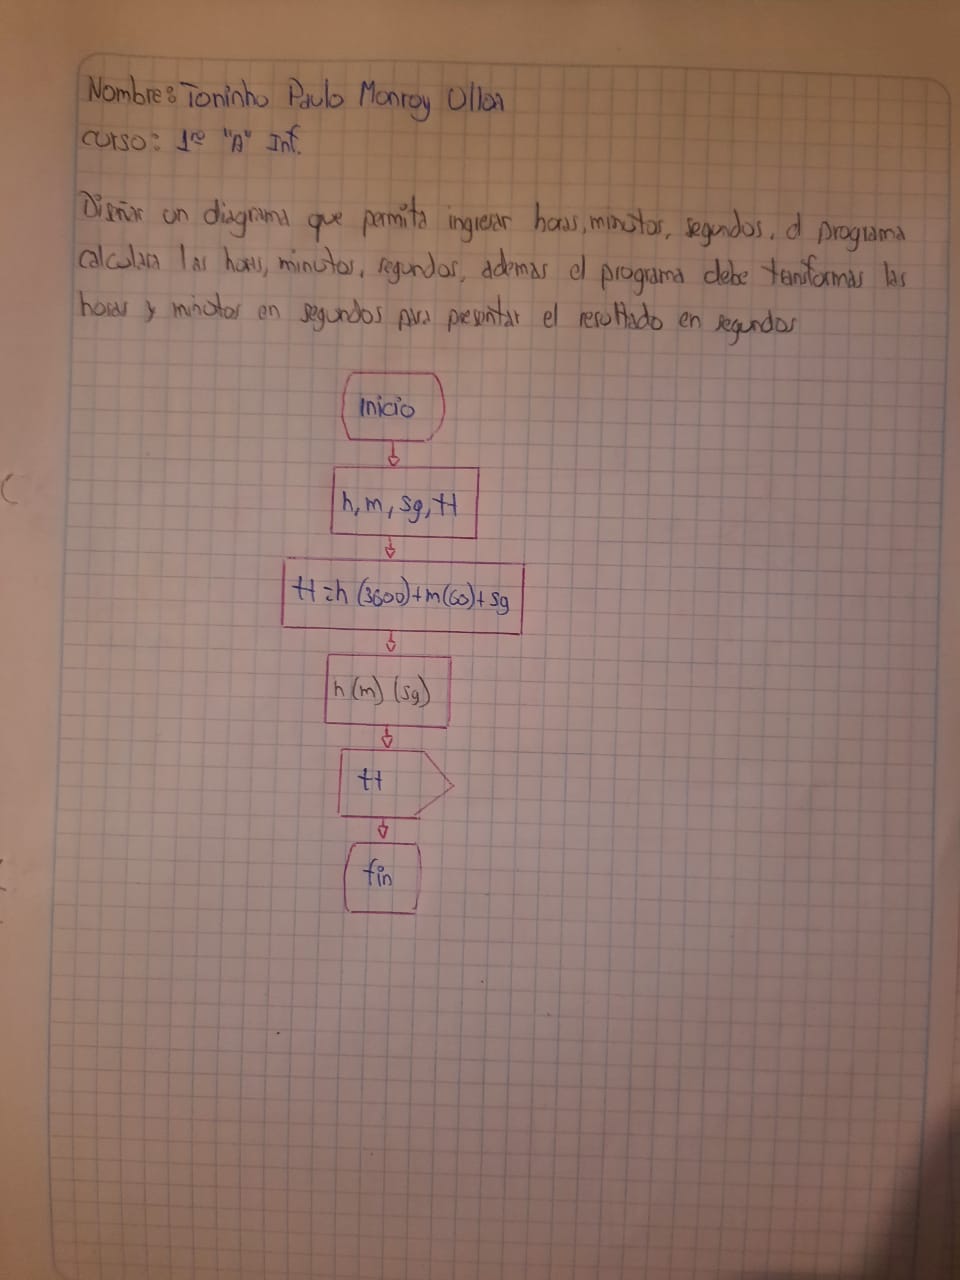 Nombre: Toninho Paulo Monroy Ulloa
curso: 1ro "A" Inf.
Diseñar un diagrama que permita ingresar horas, minutos, segundos, el programa
calculara las horas, minutos, segundos, ademas el programa debe transformas las
horas y minutos en segundos para presentar el resultado en segundos
Inicio
h, m, sg, tt
tt = h (3600) + m (60) + sg
h (m) (sg)
tt
fin